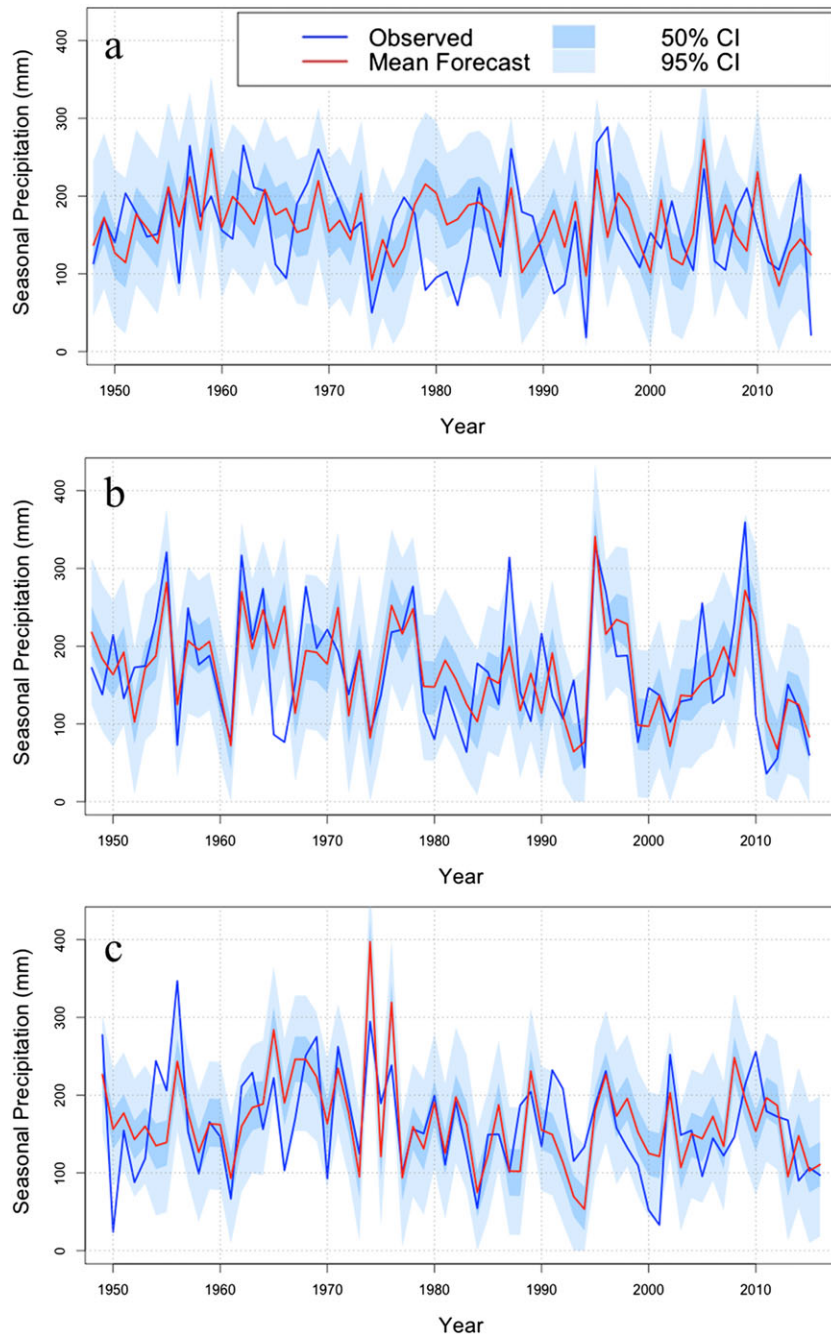 a
Observed
Mean Forecast
50% CI
95% CI
Seasonal Precipitation (mm)
400
300
200
100
0
1950 1960 1970 1980 1990 2000 2010
Year
b
Seasonal Precipitation (mm)
400
300
200
100
0
1950 1960 1970 1980 1990 2000 2010
Year
c
Seasonal Precipitation (mm)
400
300
200
100
0
1950 1960 1970 1980 1990 2000 2010
Year